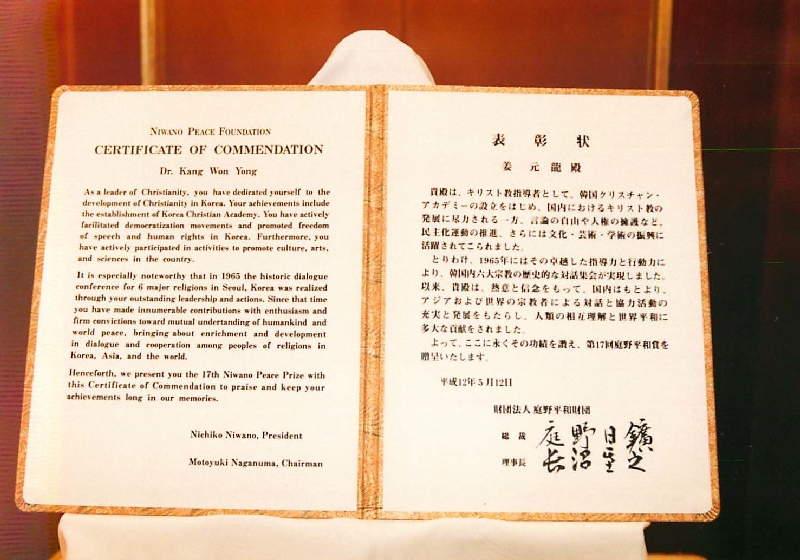 NIWANO PEACE FOUNDATION
CERTIFICATE OF COMMENDATION
Dr. Kang Won Yong
As a leader of Christianity, you have dedicated yourself to the
development of Christianity in Korea. Your achievements include
the establishment of Korea Christian Academy. You have actively
facilitated democratization movements and promoted freedom
of speech and human rights in Korea. Furthermore, you
have actively participated in activities to promote culture, arts,
and sciences in the country.
It is especially noteworthy that in 1965 the historic dialogue
conference for 6 major religions in Seoul, Korea was realized
through your outstanding leadership and actions. Since that time
you have made innumerable contributions with enthusiasm and
firm convictions toward mutual understanding of humankind and
world peace, bringing about enrichment and development
in dialogue and cooperation among peoples of religions in
Korea, Asia, and the world.
Henceforth, we present you the 17th Niwano Peace Prize with
this Certificate of Commendation to praise and keep your
achievements long in our memories.
Nichiko Niwano, President
Motoyuki Naganuma, Chairman
表彰状
姜元龍殿
貴殿は、キリスト教指導者として、韓国クリスチャン・
アカデミーの設立をはじめ、国内におけるキリスト教の
発展に尽力される一方、言論の自由や人権の擁護など、
民主化運動の推進、さらには文化・芸術・学術の振興に
活躍されてこられました。
とりわけ、1965年にはその卓越した指導力と行動力に
より、韓国内六大宗教の歴史的な対話集会が実現しました。
以来、貴殿は、熱意と信念をもって、国内はもとより、
アジアおよび世界の宗教者による対話と協力活動の
充実と発展をもたらし、人類の相互理解と世界平和に
多大な貢献をされました。
よって、ここに永くその功績を讃え、第17回庭野平和賞を
贈呈いたします。
平成12年5月12日
財団法人庭野平和財団
総裁 庭野日鑛
理事長 長沼基之